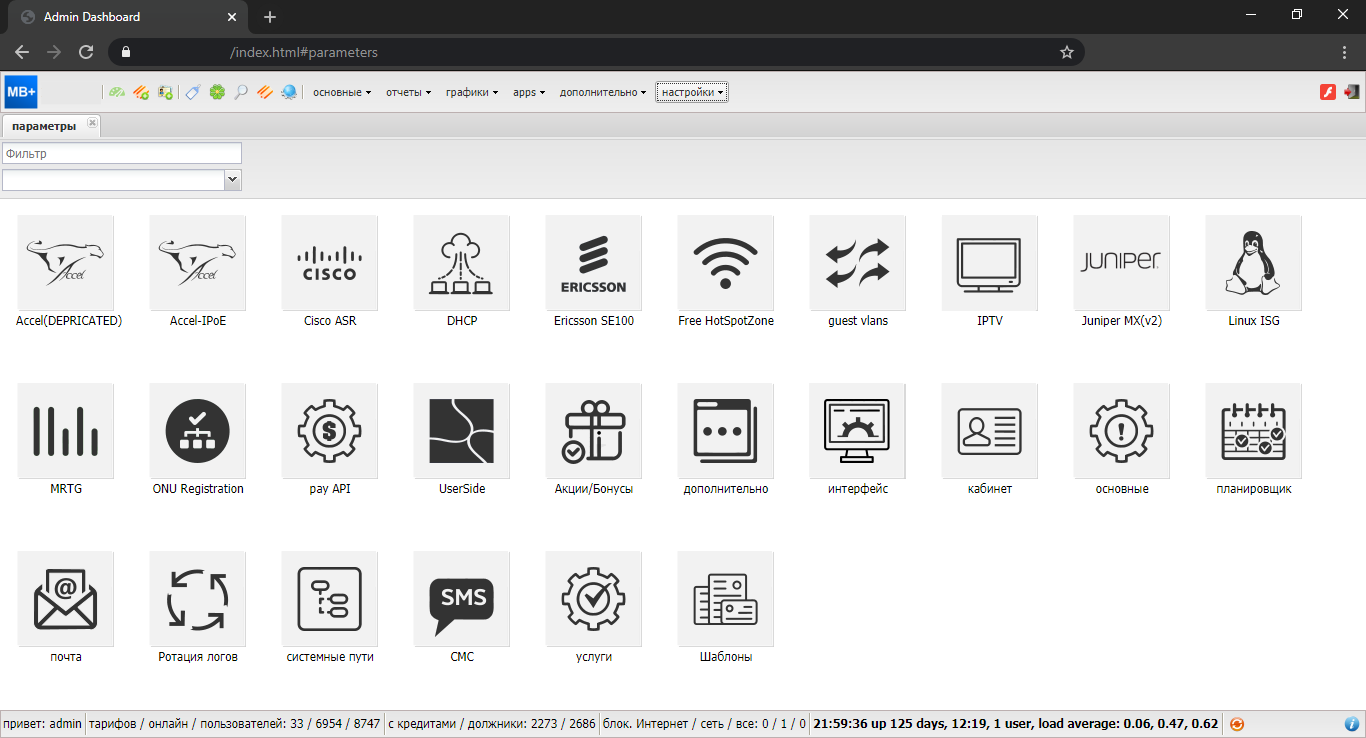 Admin Dashboard
/index.html#parameters
MB+
основные отчеты графики apps дополнительно настройки
параметры
Фильтр
Accel Accel CISCO ERICSSON JUNIPER
Accel(DEPRICATED) Accel-IPoE Cisco ASR DHCP Ericsson SE100 Free HotSpotZone guest vlans IPTV Juniper MX(v2) Linux ISG
MRTG ONU Registration pay API UserSide Акции/Бонусы дополнительно интерфейс кабинет основные планировщик
SMS
почта Ротация логов системные пути СМС услуги Шаблоны
привет: admin тарифов / онлайн / пользователей: 33 / 6954 / 8747 с кредитами / должники: 2273 / 2686 блок. Интернет / сеть / все: 0 / 1 / 0 21:59:36 up 125 days, 12:19, 1 user, load average: 0.06, 0.47, 0.62